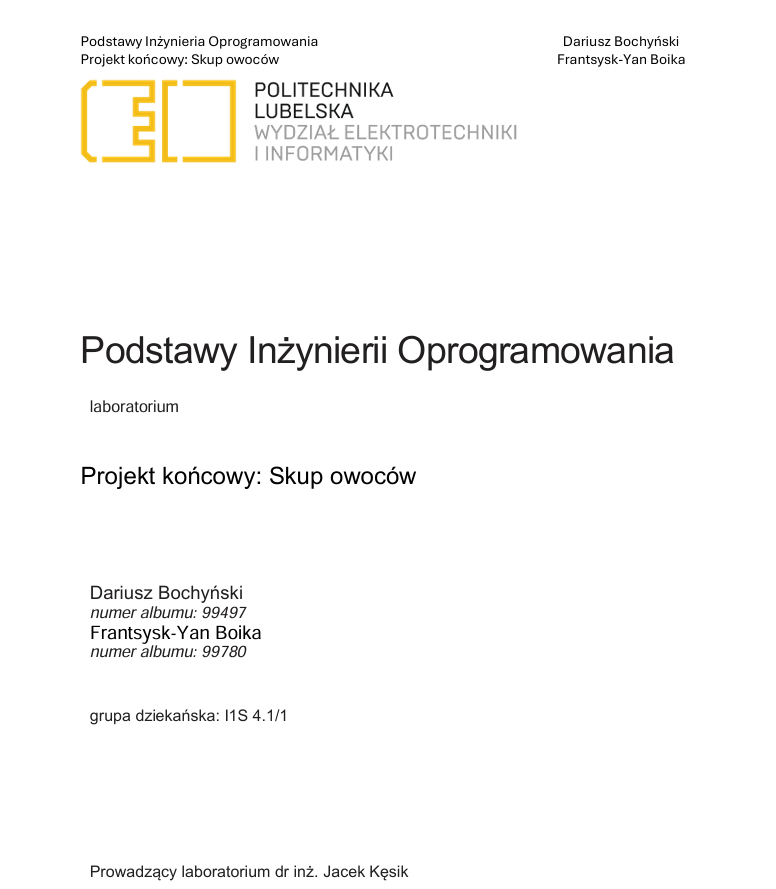 Podstawy Inżynieria Oprogramowania
Dariusz Bochyński
Projekt końcowy: Skup owoców
Frantsysk-Yan Boika
POLITECHNIKA
LUBELSKA
WYDZIAŁ ELEKTROTECHNIKI
I INFORMATYKI
Podstawy Inżynierii Oprogramowania
laboratorium
Projekt końcowy: Skup owoców
Dariusz Bochyński
numer albumu: 99497
Frantsysk-Yan Boika
numer albumu: 99780
grupa dziekańska: I1S 4.1/1
Prowadzący laboratorium dr inż. Jacek Kęsik